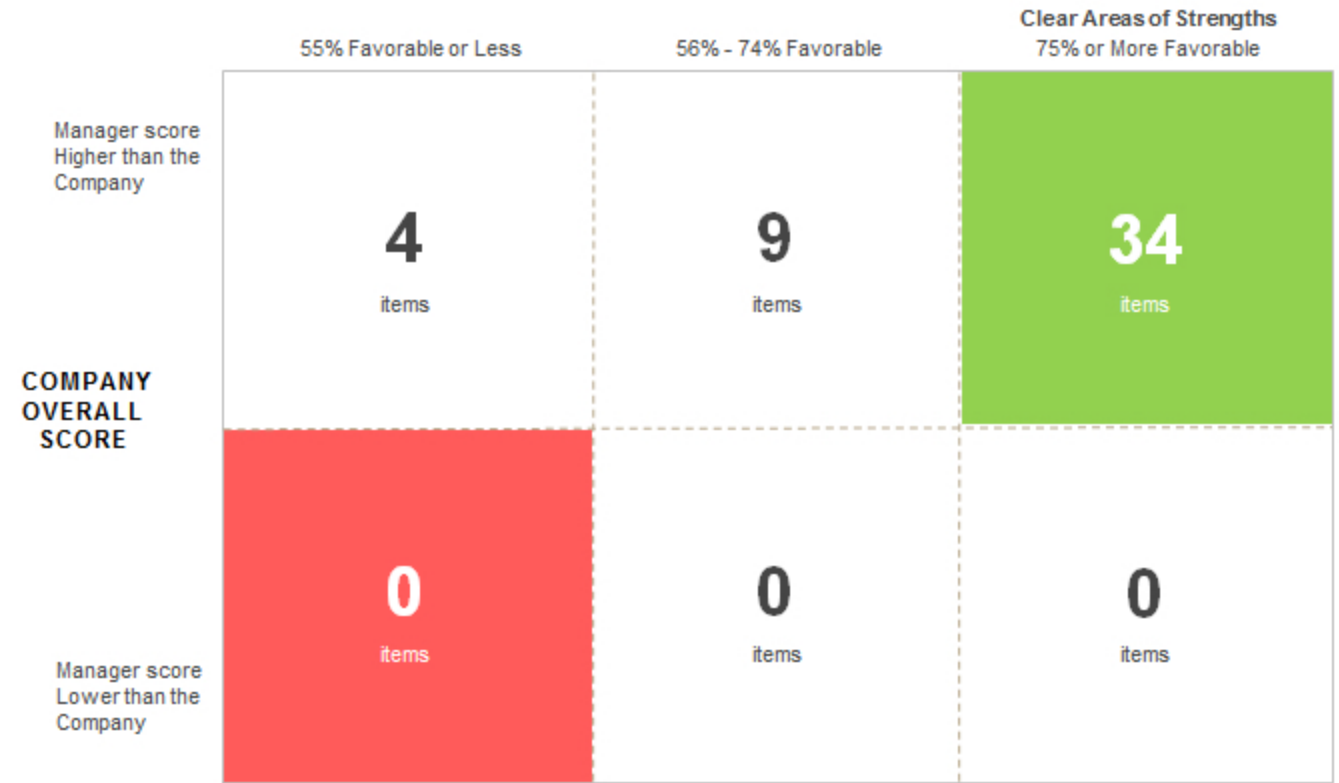 Clear Areas of Strengths
55% Favorable or Less
56% - 74% Favorable
75% or More Favorable
Manager score
Higher than the
Company
4
items
9
items
34
items
COMPANY
OVERALL
SCORE
0
items
0
items
0
items
Manager score
Lower than the
Company